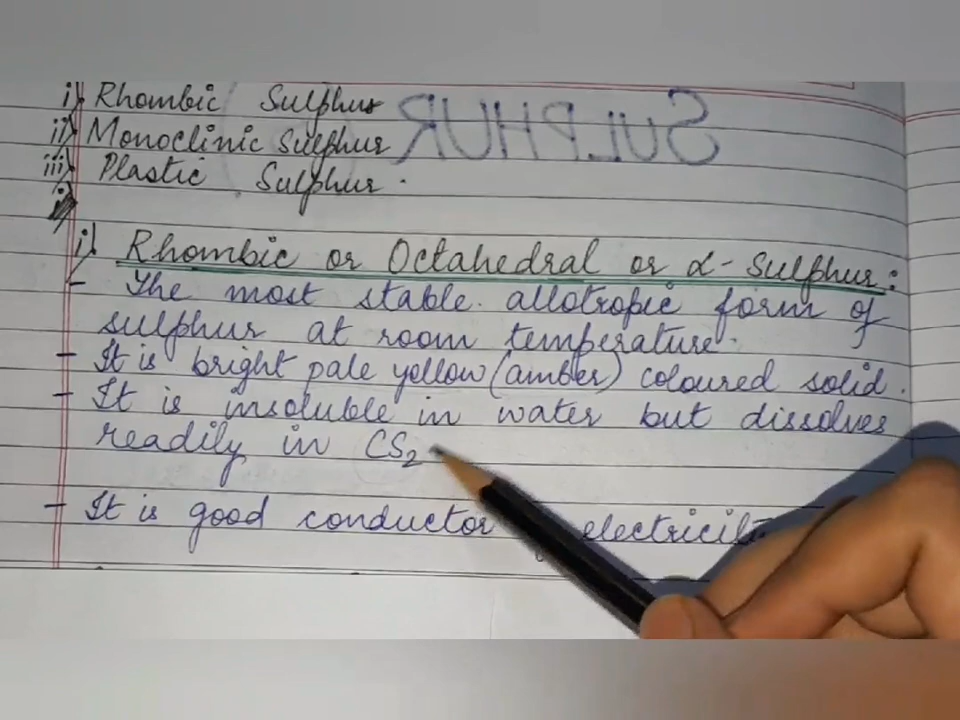 i) Rhombic Sulphur
SULPHUR
ii) Monoclinic Sulphur
iii) Plastic Sulphur.
i) Rhombic or Octahedral or α- Sulphur:
- The most stable allotropic form of
sulphur at room temperature.
- It is bright pale yellow (amber) coloured solid.
- It is insoluble in water but dissolves
readily in CS₂
- It is good conductor electricit